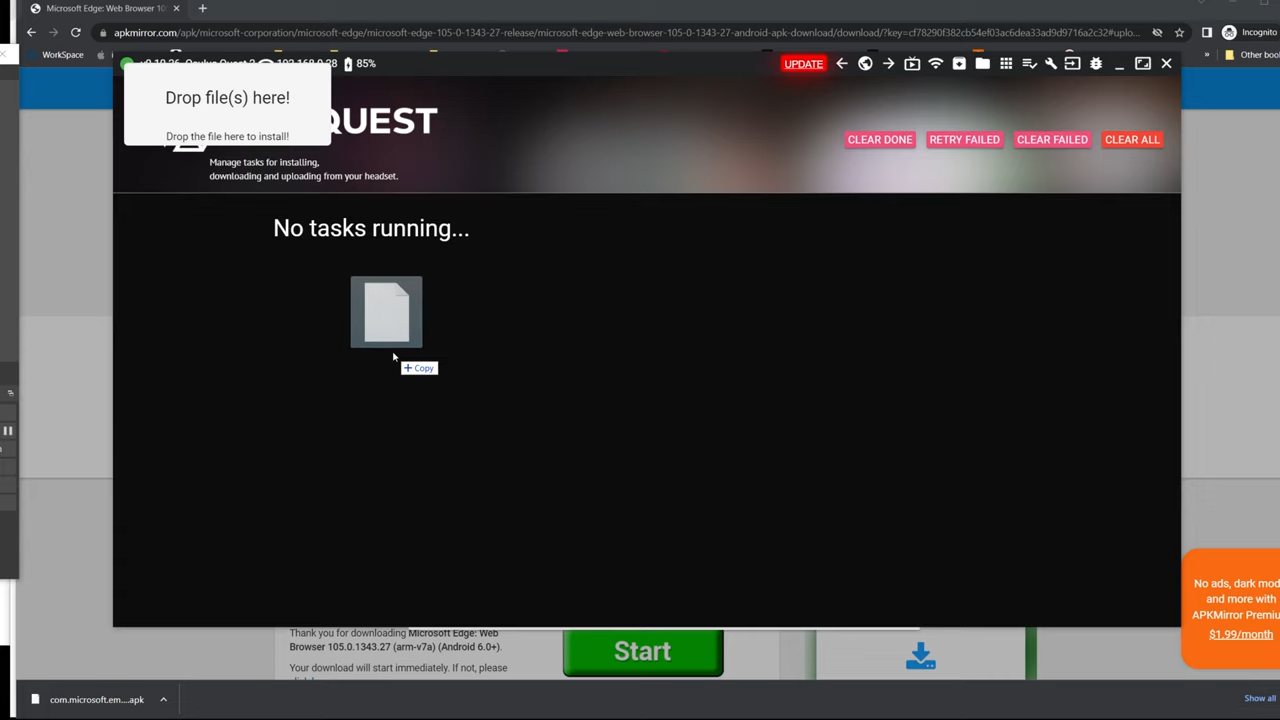 Microsoft Edge: Web Browser 10
apkmirror.com/apk/microsoft-corporation/microsoft-edge/microsoft-edge-105-0-1343-27-release/microsoft-edge-web-browser-105-0-1343-27-android-apk-download/download/?key=cf78290f382cb54ef03ac6dea33ad9d9716a2c32#uplo...
Incognito
WorkSpace
Other boo
85%
UPDATE
Drop file(s) here!
Drop the file here to install!
QUEST
Manage tasks for installing,
downloading and uploading from your headset.
CLEAR DONE
RETRY FAILED
CLEAR FAILED
CLEAR ALL
No tasks running...
+ Copy
No ads, dark mod
and more with
APKMirror Premiu
$1.99/month
Thank you for downloading Microsoft Edge: Web
Browser 105.0.1343.27 (arm-v7a) (Android 6.0+).
Your download will start immediately. If not, please
Start
com.microsoft.em....apk
Show all